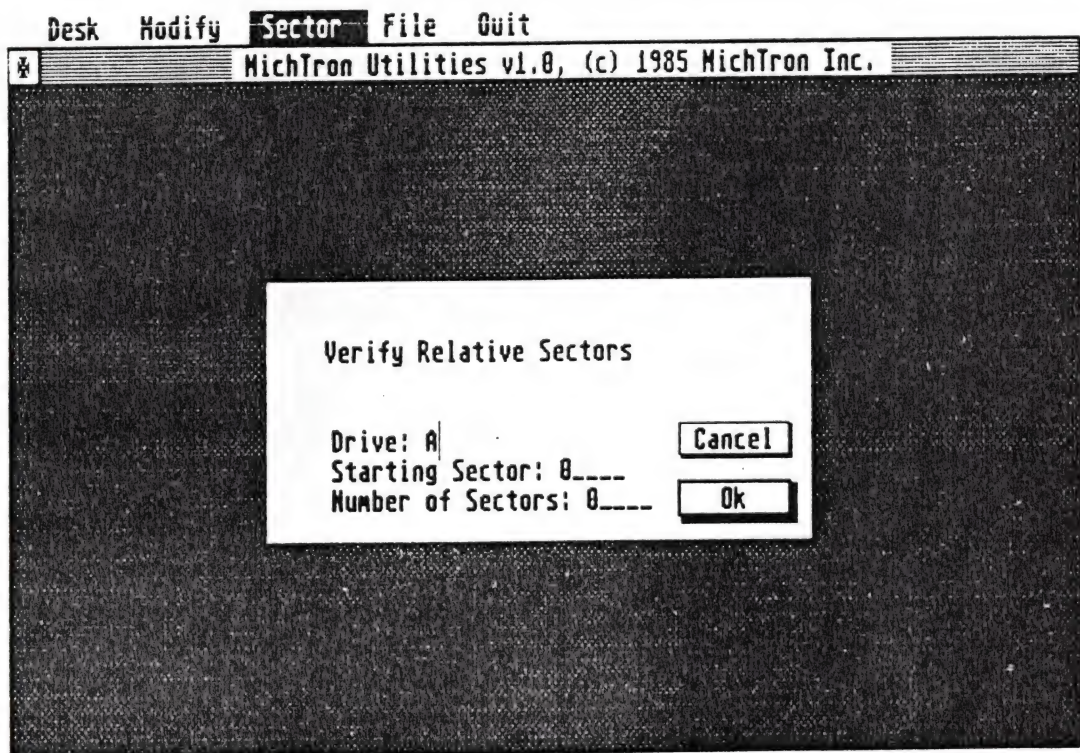 Desk Modify Sector File Quit
MichTron Utilities v1.0, (c) 1985 MichTron Inc.
Verify Relative Sectors
Drive: A
Cancel
Starting Sector: 0____
Number of Sectors: 0____
Ok